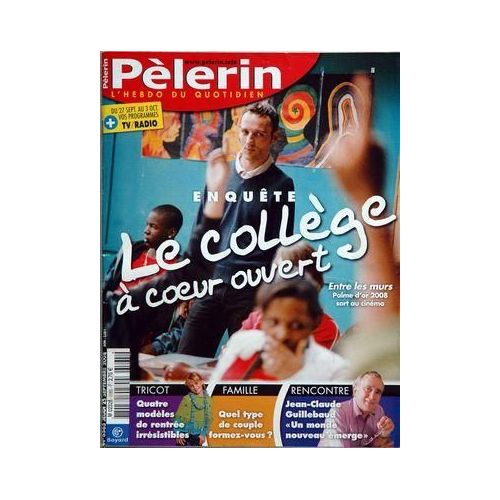 Pèlerin
www.pelerin.info
Pèlerin
L'HEBDO DU QUOTIDIEN
DU 27 SEPT. AU 3 OCT.
VOS PROGRAMMES
+ TV/RADIO
ENQUÊTE
Le collège
à cœur ouvert
Entre les murs
Palme d'or 2008
sort au cinéma
TRICOT
Quatre
modèles
de rentrée
irrésistibles
FAMILLE
Quel type
de couple
formez-vous ?
RENCONTRE
Jean-Claude
Guillebaud
«Un monde
nouveau émerge»
Bayard